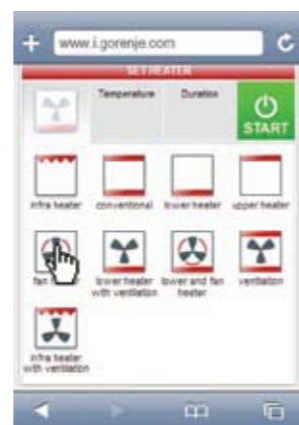 www.i.gorenje.com
SET HEATER
Temperature Duration
START
infra heater conventional lower heater upper heater
fan lower heater with ventilation lower and fan heater ventilation
infra heater with ventilation